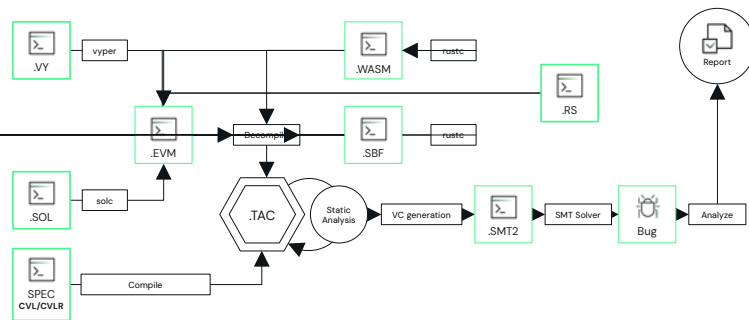 .VY
vyper
.WASM
rustc
Report
.RS
.EVM
Decompile
.SBF
rustc
.SOL
solc
.TAC
Static
Analysis
VC generation
.SMT2
SMT Solver
Bug
Analyze
SPEC
CVL/CVLR
Compile